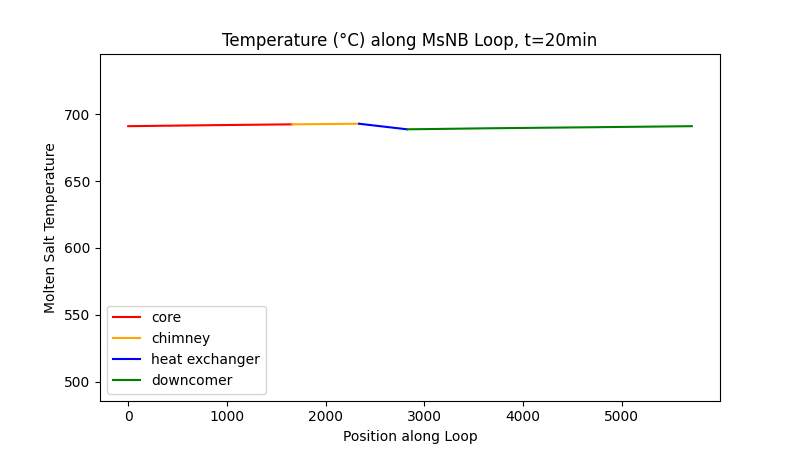 Temperature (°C) along MsNB Loop, t=20min
Molten Salt Temperature
700
650
600
550
500
core
chimney
heat exchanger
downcomer
0
1000
2000
3000
4000
5000
Position along Loop